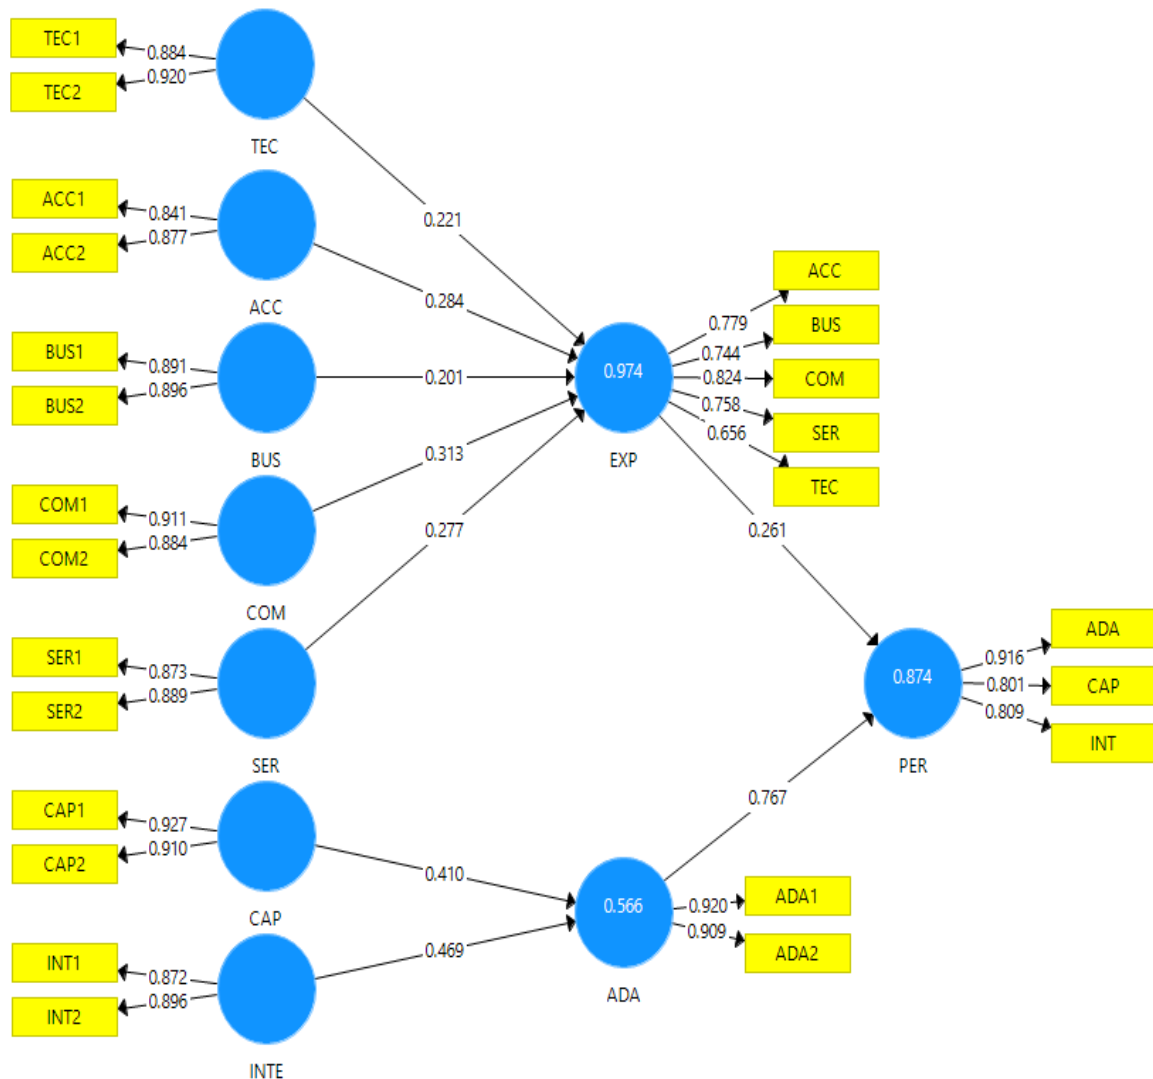 TEC1
0.884
0.920
TEC2
TEC
ACC1
0.841
0.877
ACC2
ACC
BUS1
0.891
0.896
BUS2
BUS
COM1
0.911
0.884
COM2
COM
SER1
0.873
0.889
SER2
SER
CAP1
0.927
0.910
CAP2
CAP
INT1
0.872
0.896
INT2
INTE
0.221
0.284
0.201
0.313
0.277
0.410
0.469
0.974
EXP
0.779
0.744
0.824
0.758
0.656
ACC
BUS
COM
SER
TEC
0.261
0.767
0.566
ADA
0.920
0.909
ADA1
ADA2
0.874
PER
0.916
0.801
0.809
ADA
CAP
INT